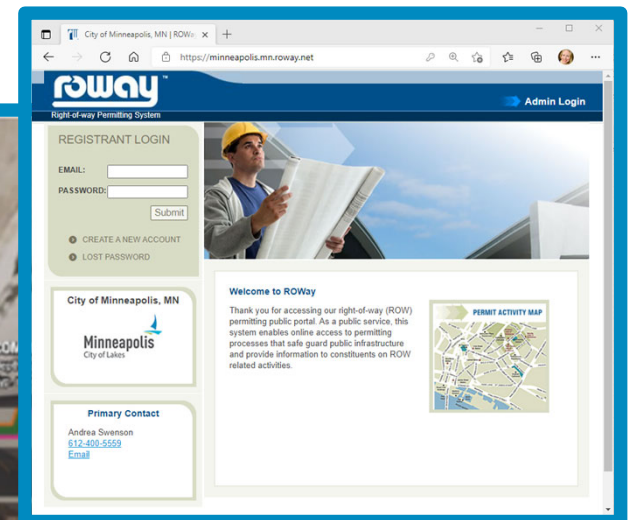 City of Minneapolis, MN | ROWa
https://minneapolis.mn.roway.net
roway™
Right-of-way Permitting System
Admin Login
REGISTRANT LOGIN
EMAIL:
PASSWORD:
Submit
CREATE A NEW ACCOUNT
LOST PASSWORD
City of Minneapolis, MN
Minneapolis
City of Lakes
Primary Contact
Andrea Swenson
612-400-5559
Email
Welcome to ROWay
Thank you for accessing our right-of-way (ROW)
permitting public portal. As a public service, this
system enables online access to permitting
processes that safe guard public infrastructure
and provide information to constituents on ROW
related activities.
PERMIT ACTIVITY MAP